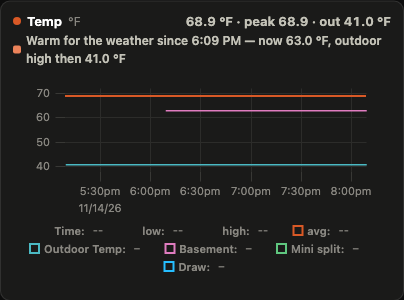 Temp °F 68.9 °F · peak 68.9 · out 41.0 °F
Warm for the weather since 6:09 PM — now 63.0 °F, outdoor
high then 41.0 °F
70
60
50
40
5:30pm 6:00pm 6:30pm 7:00pm 7:30pm 8:00pm
11/14/26
Time: -- low: -- high: -- avg: --
Outdoor Temp: – Basement: – Mini split: –
Draw: –